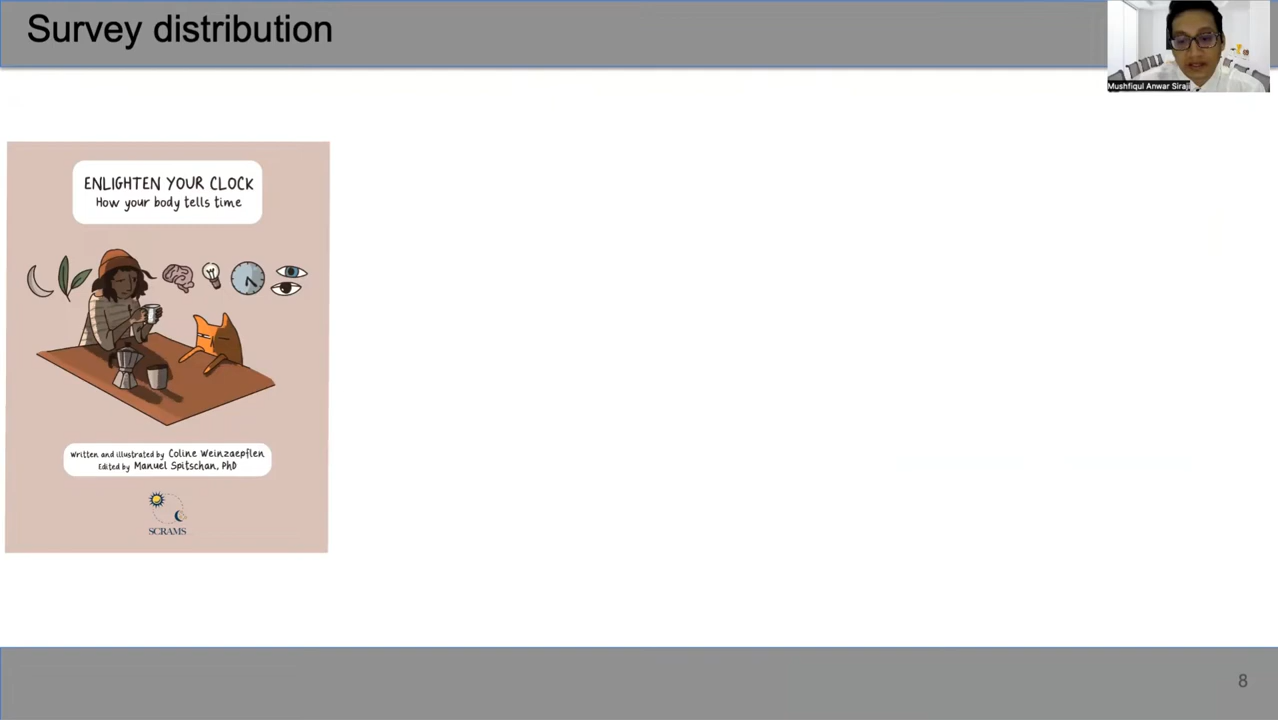 Survey distribution
Mushfiqul Anwar Siraji
ENLIGHTEN YOUR CLOCK
How your body tells time
Written and illustrated by Coline Weinzaepflen
Edited by Manuel Spitschan, PhD
SCRAMS
8